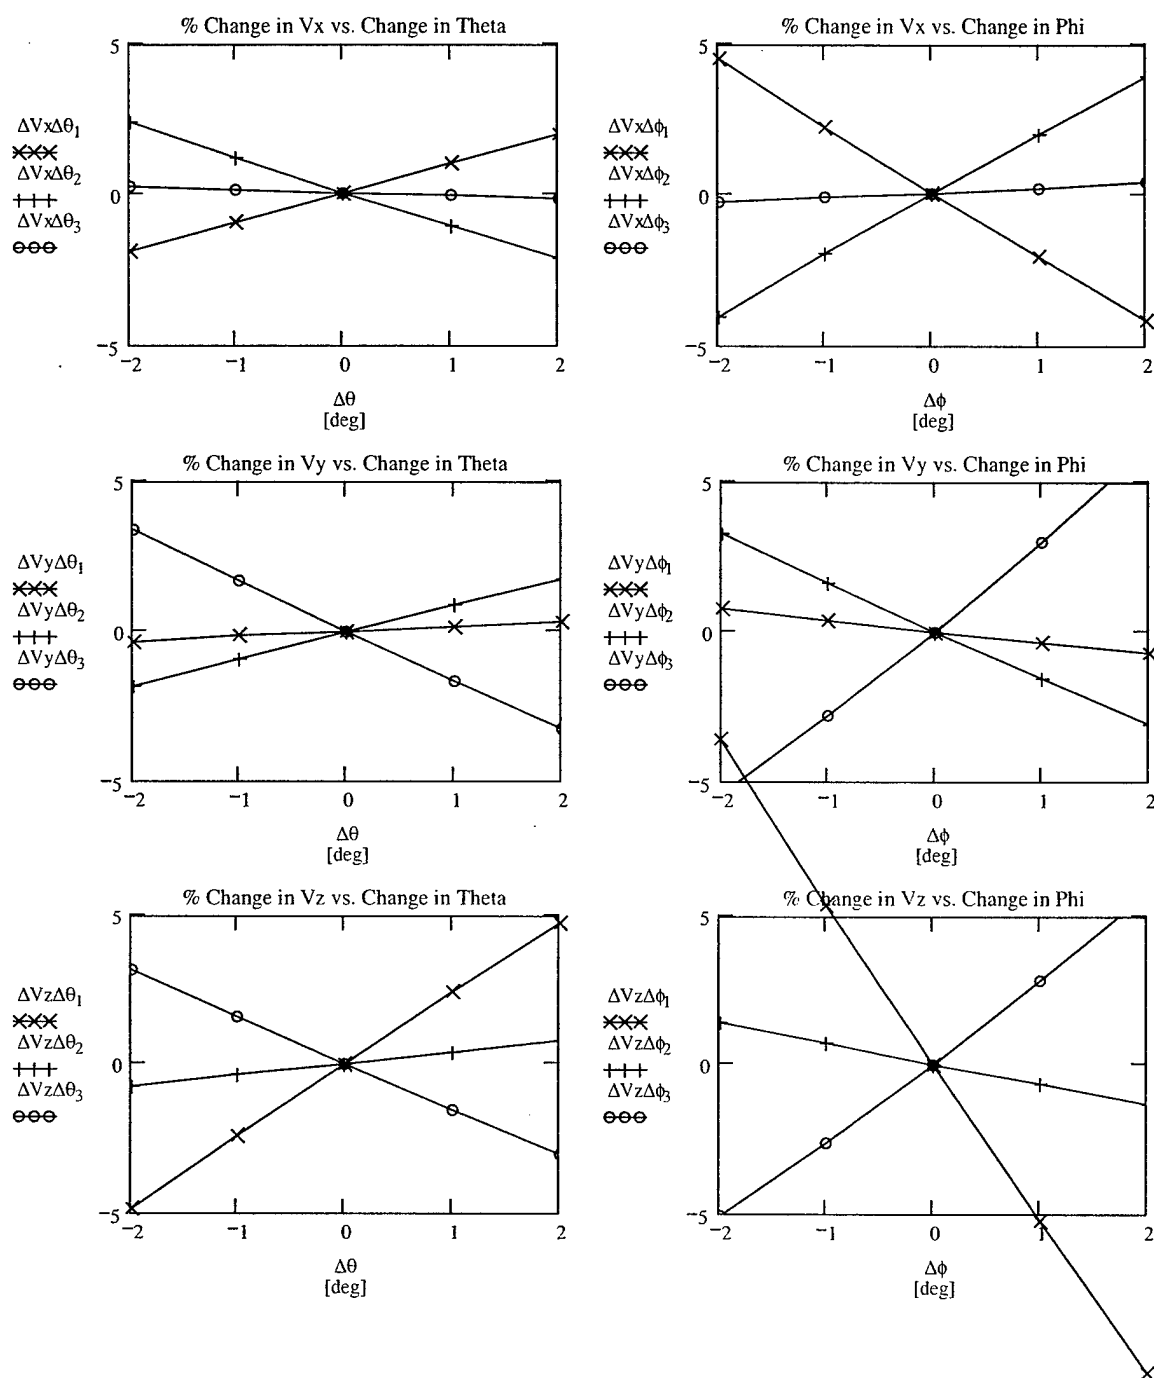 % Change in Vx vs. Change in Theta
5
ΔVxΔθ1
ΔVxΔθ2
0
ΔVxΔθ3
−5
−2 −1 0 1 2
Δθ
[deg]
% Change in Vx vs. Change in Phi
5
ΔVxΔϕ1
ΔVxΔϕ2
0
ΔVxΔϕ3
−5
−2 −1 0 1 2
Δϕ
[deg]
% Change in Vy vs. Change in Theta
5
ΔVyΔθ1
ΔVyΔθ2
0
ΔVyΔθ3
−5
−2 −1 0 1 2
Δθ
[deg]
% Change in Vy vs. Change in Phi
5
ΔVyΔϕ1
ΔVyΔϕ2
0
ΔVyΔϕ3
−5
−2 −1 0 1 2
Δϕ
[deg]
% Change in Vz vs. Change in Theta
5
ΔVzΔθ1
ΔVzΔθ2
0
ΔVzΔθ3
−5
−2 −1 0 1 2
Δθ
[deg]
% Change in Vz vs. Change in Phi
5
ΔVzΔϕ1
ΔVzΔϕ2
0
ΔVzΔϕ3
−5
−2 −1 0 1 2
Δϕ
[deg]